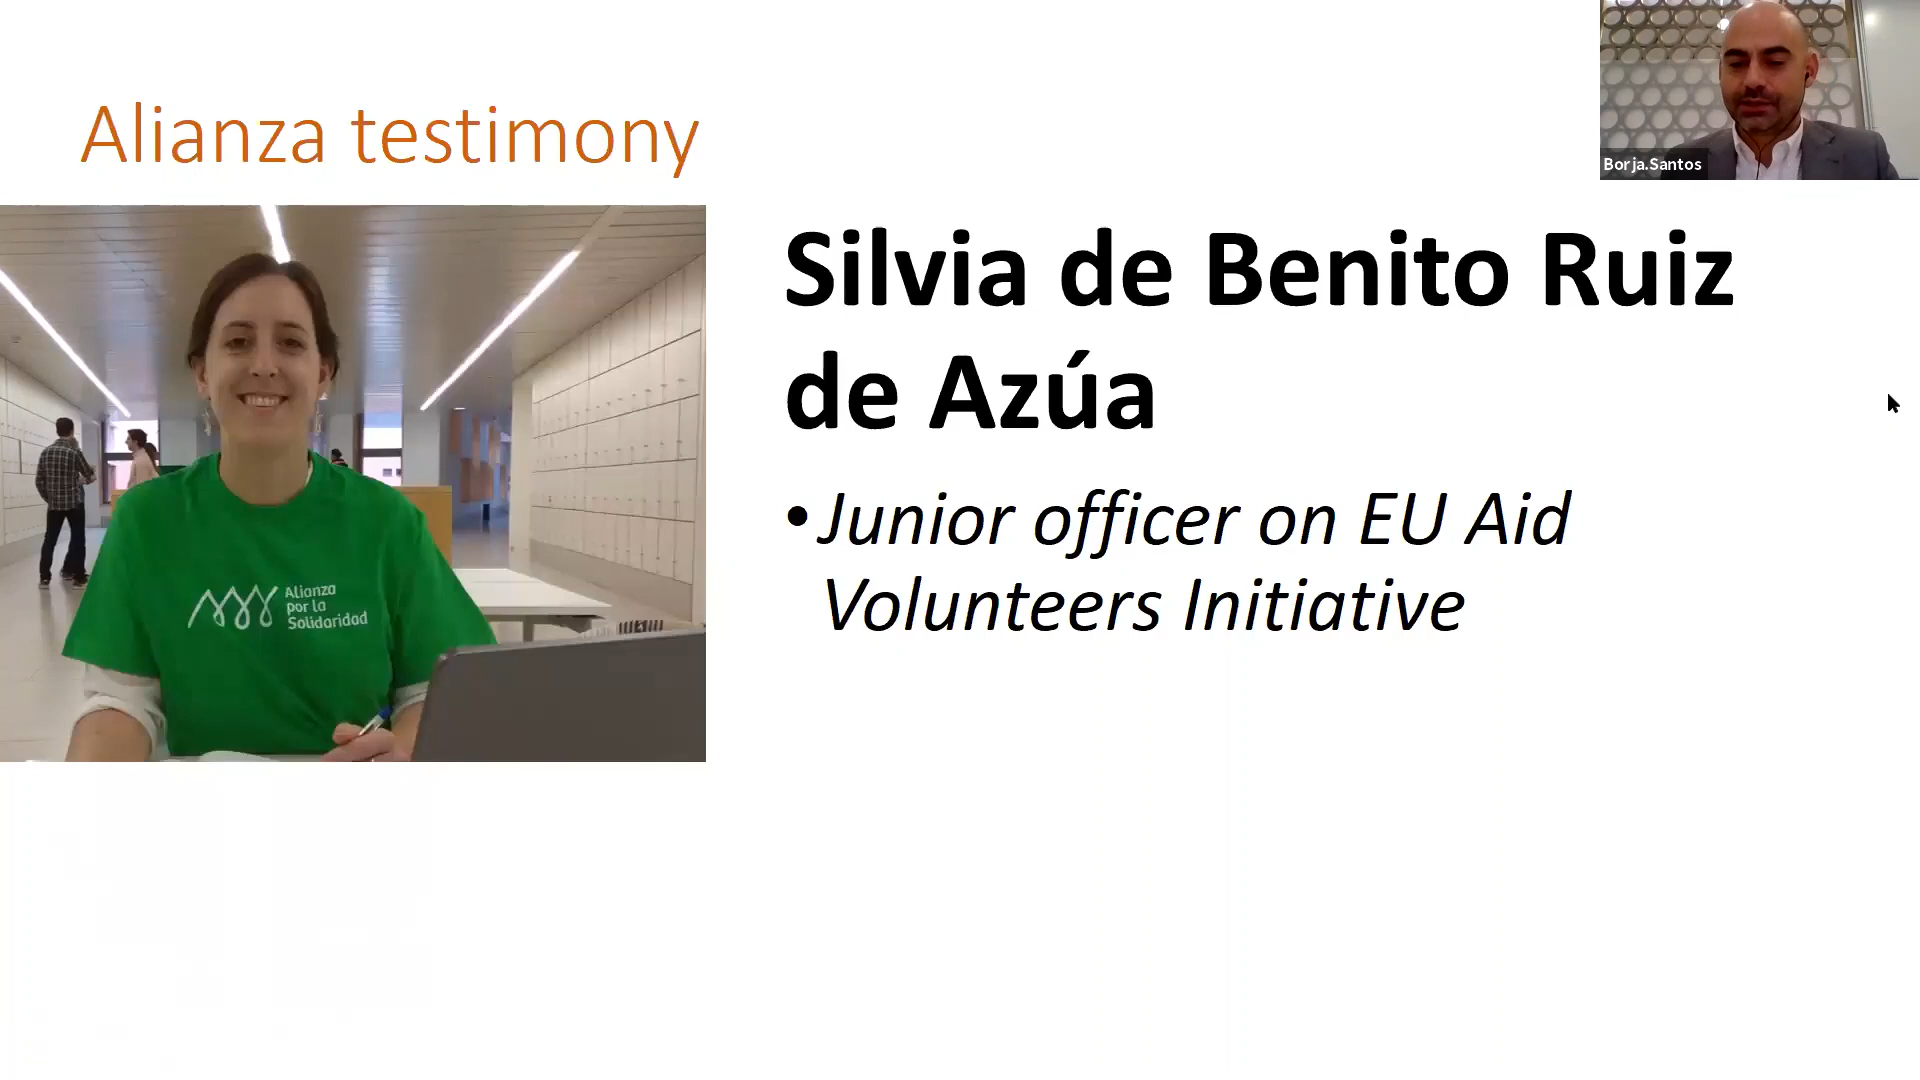 Alianza testimony
Borja.Santos
Silvia de Benito Ruiz
de Azúa
•Junior officer on EU Aid
Volunteers Initiative
Alianza
por la
Solidaridad